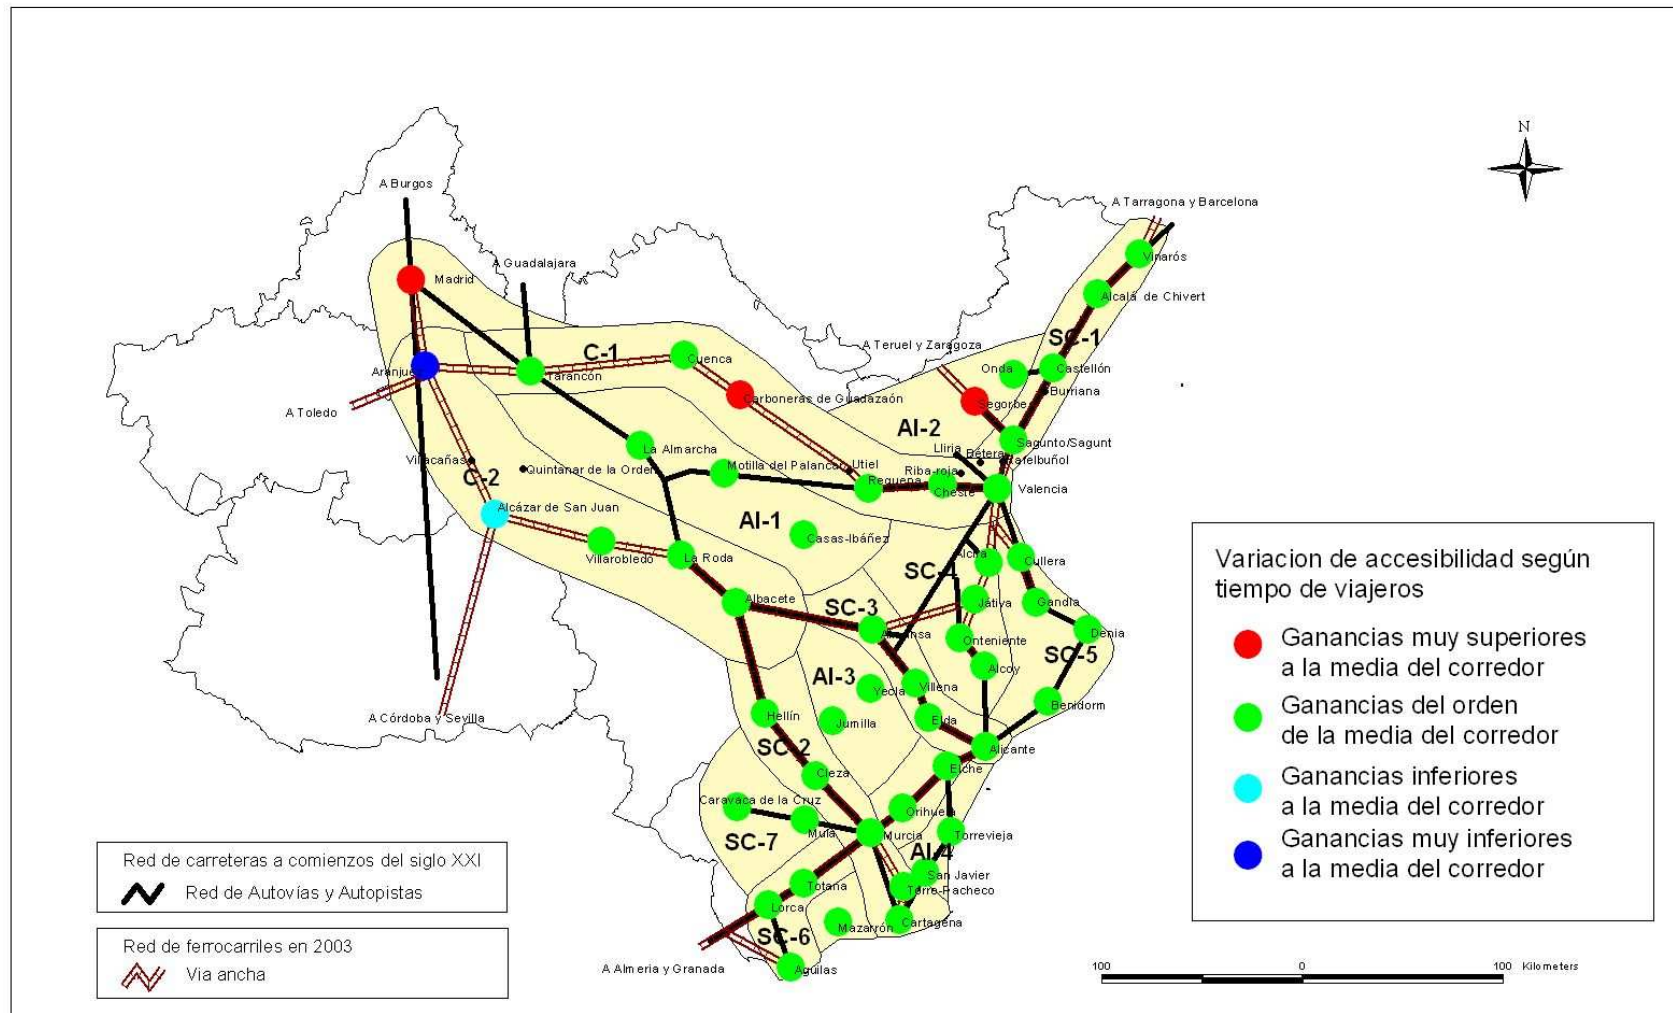 N
A Burgos
A Tarragona y Barcelona
Vinarós
A Guadalajara
Madrid
Alcalá de Chivert
SC-1
A Teruel y Zaragoza
C-1
Cuenca
Onda
Castellón
Aranjuez
Tarancón
Burriana
Carboneras de Guadazaón
Segorbe
A Toledo
AI-2
Sagunto/Sagunt
La Almarcha
Lliria
Bétera
Rafelbuñol
Villacañas
Quintanar de la Orden
Motilla del Palancar
Utiel
Riba-roja
C-2
Requena
Cheste
Valencia
Alcázar de San Juan
AI-1
Casas-Ibáñez
Villarobledo
La Roda
Alcira
Cullera
SC-4
Albacete
SC-3
Játiva
Gandía
Almansa
Onteniente
Denia
SC-5
Alcoy
AI-3
Yecla
Villena
Benidorm
A Córdoba y Sevilla
Hellín
Jumilla
Elda
SC-2
Alicante
Cieza
Elche
Caravaca de la Cruz
Orihuela
Mula
Murcia
Torrevieja
SC-7
AI-4
San Javier
Totana
Torre-Pacheco
Lorca
Mazarrón
Cartagena
SC-6
A Almeria y Granada
Aguilas
Variacion de accesibilidad según
tiempo de viajeros
Ganancias muy superiores
a la media del corredor
Ganancias del orden
de la media del corredor
Ganancias inferiores
a la media del corredor
Ganancias muy inferiores
a la media del corredor
Red de carreteras a comienzos del siglo XXI
Red de Autovías y Autopistas
Red de ferrocarriles en 2003
Via ancha
100 0 100 Kilometers